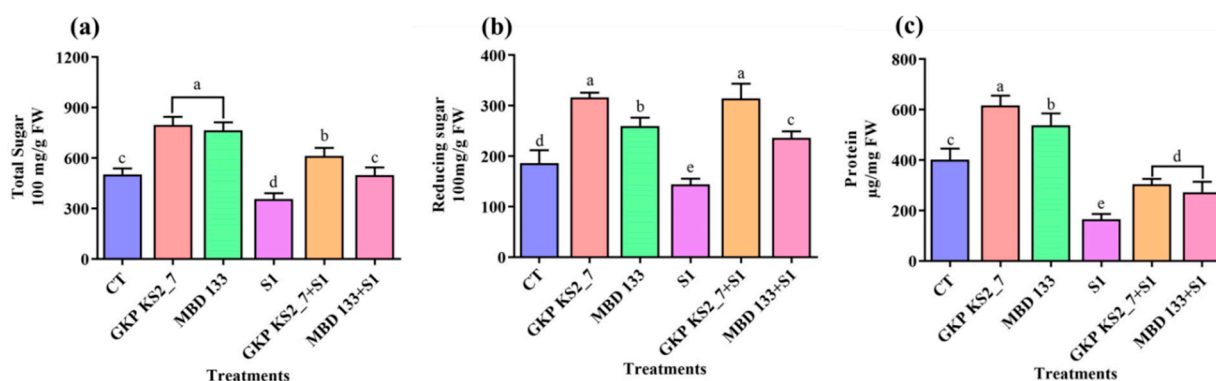 (a)
Total Sugar
100 mg/g FW
1200
900
600
300
0
c
a
d
b
c
CT
GKP KS2_7
MBD 133
S1
GKP KS2_7+S1
MBD 133+S1
Treatments
(b)
Reducing sugar
100mg/g FW
400
300
200
100
0
d
a
b
e
a
c
CT
GKP KS2_7
MBD 133
S1
GKP KS2_7+S1
MBD 133+S1
Treatments
(c)
Protein
µg/mg FW
800
600
400
200
0
c
a
b
e
d
CT
GKP KS2_7
MBD 133
S1
GKP KS2_7+S1
MBD 133+S1
Treatments